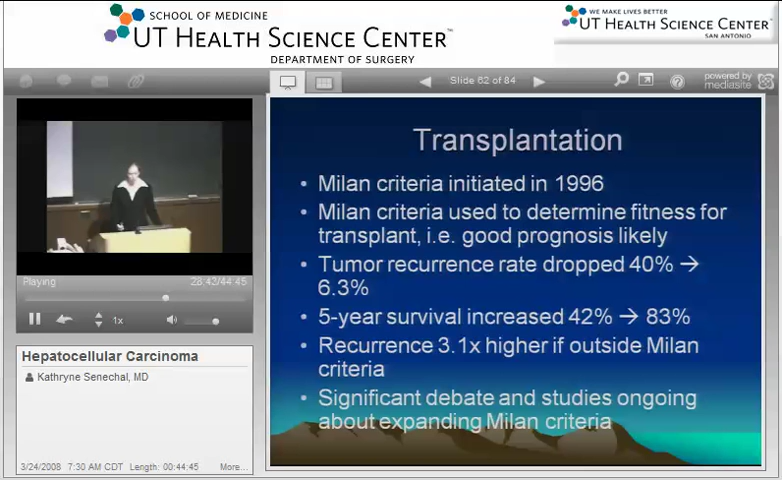 SCHOOL OF MEDICINE
UT HEALTH SCIENCE CENTER™
DEPARTMENT OF SURGERY
WE MAKE LIVES BETTER
UT HEALTH SCIENCE CENTER™
SAN ANTONIO
Slide 62 of 84
powered by
mediasite
Playing
28:42/44:45
1x
Hepatocellular Carcinoma
Kathryne Senechal, MD
3/24/2008 7:30 AM CDT Length: 00:44:45 More...
Transplantation
• Milan criteria initiated in 1996
• Milan criteria used to determine fitness for
transplant, i.e. good prognosis likely
• Tumor recurrence rate dropped 40% →
6.3%
• 5-year survival increased 42% → 83%
• Recurrence 3.1x higher if outside Milan
criteria
• Significant debate and studies ongoing
about expanding Milan criteria